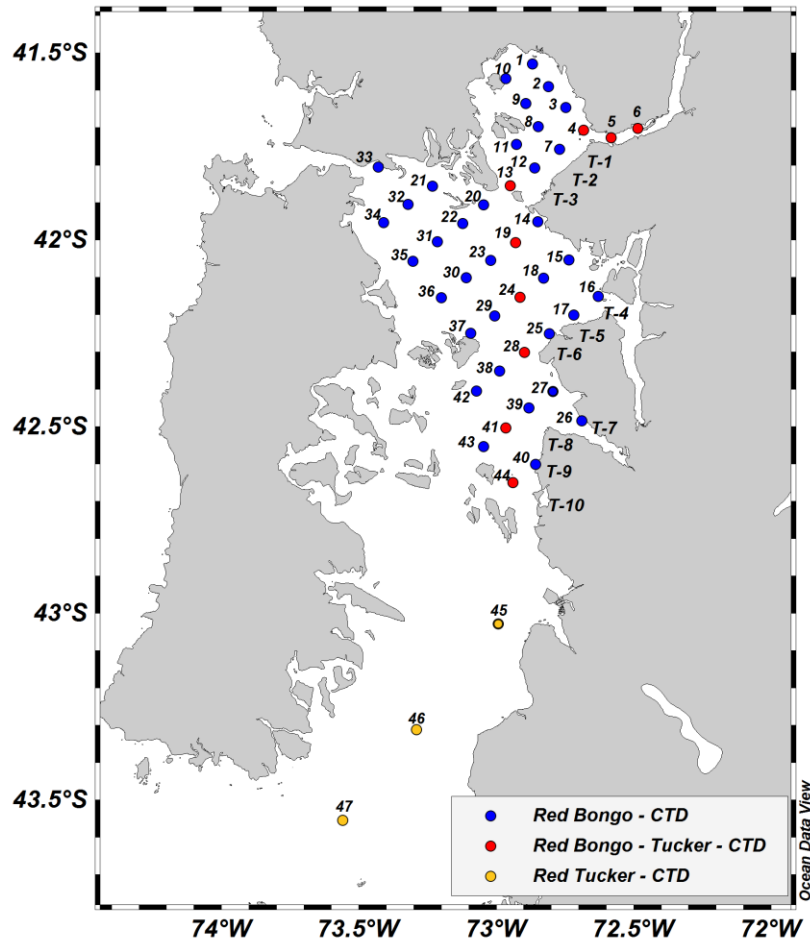 41.5°S
1
10
2
9
3
8
6
5
4
11
7
T-1
12
T-2
33
13
T-3
21
32
20
42°S
34
22
14
19
31
23
15
35
30
18
16
36
24
T-4
29
17
37
25
T-5
28
T-6
38
27
42
39
42.5°S
41
26
T-7
43
T-8
40
T-9
44
T-10
43°S
45
46
43.5°S
47
Red Bongo - CTD
Red Bongo - Tucker - CTD
Red Tucker - CTD
Ocean Data View
74°W
73.5°W
73°W
72.5°W
72°W